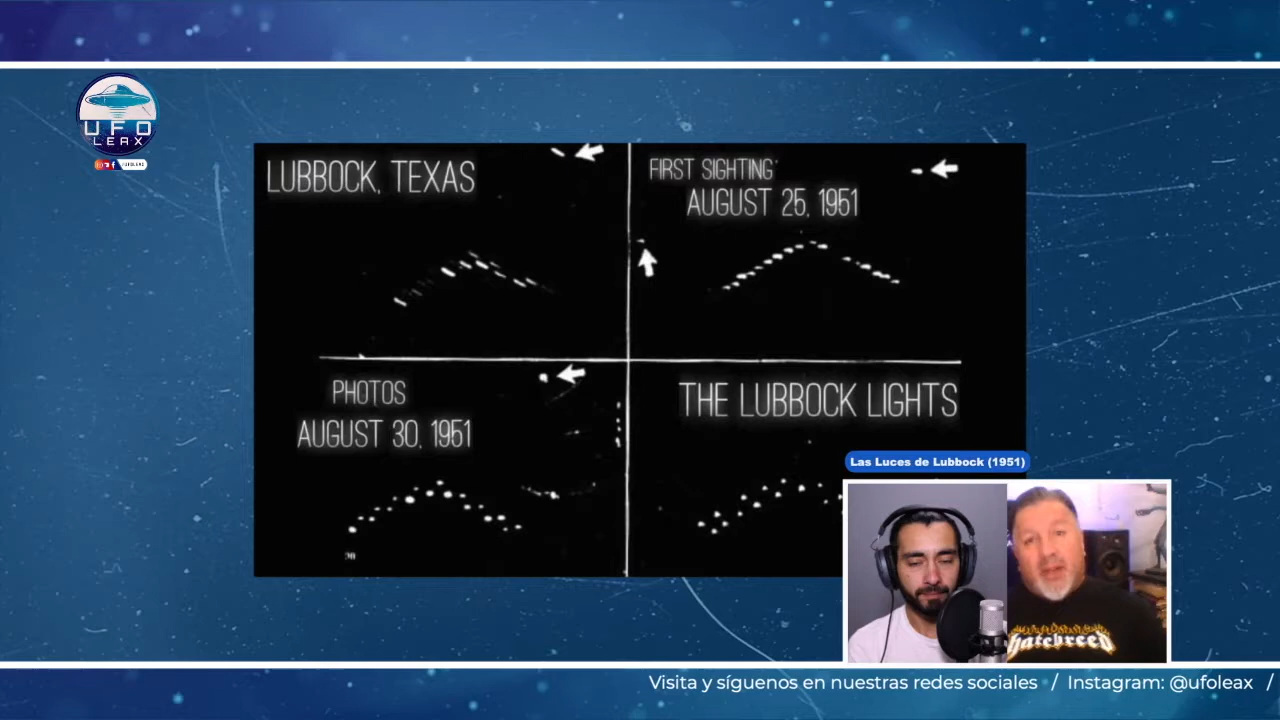 UFO
LEAX
LUBBOCK, TEXAS
FIRST SIGHTING
AUGUST 25, 1951
PHOTOS
AUGUST 30, 1951
THE LUBBOCK LIGHTS
Las Luces de Lubbock (1951)
hatebreed
Visita y síguenos en nuestras redes sociales / Instagram: @ufoleax /